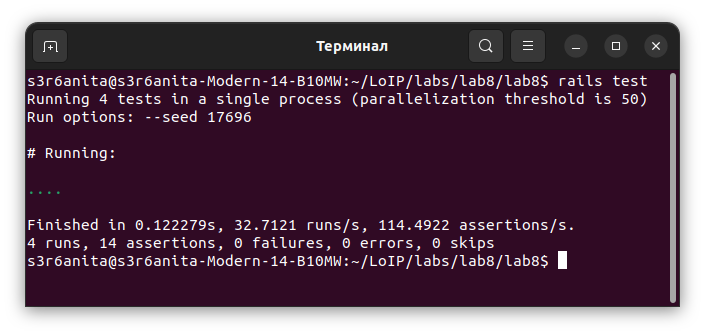 Терминал
s3r6anita@s3r6anita-Modern-14-B10MW:~/LoIP/labs/lab8/lab8$ rails test
Running 4 tests in a single process (parallelization threshold is 50)
Run options: --seed 17696
# Running:
....
Finished in 0.122279s, 32.7121 runs/s, 114.4922 assertions/s.
4 runs, 14 assertions, 0 failures, 0 errors, 0 skips
s3r6anita@s3r6anita-Modern-14-B10MW:~/LoIP/labs/lab8/lab8$